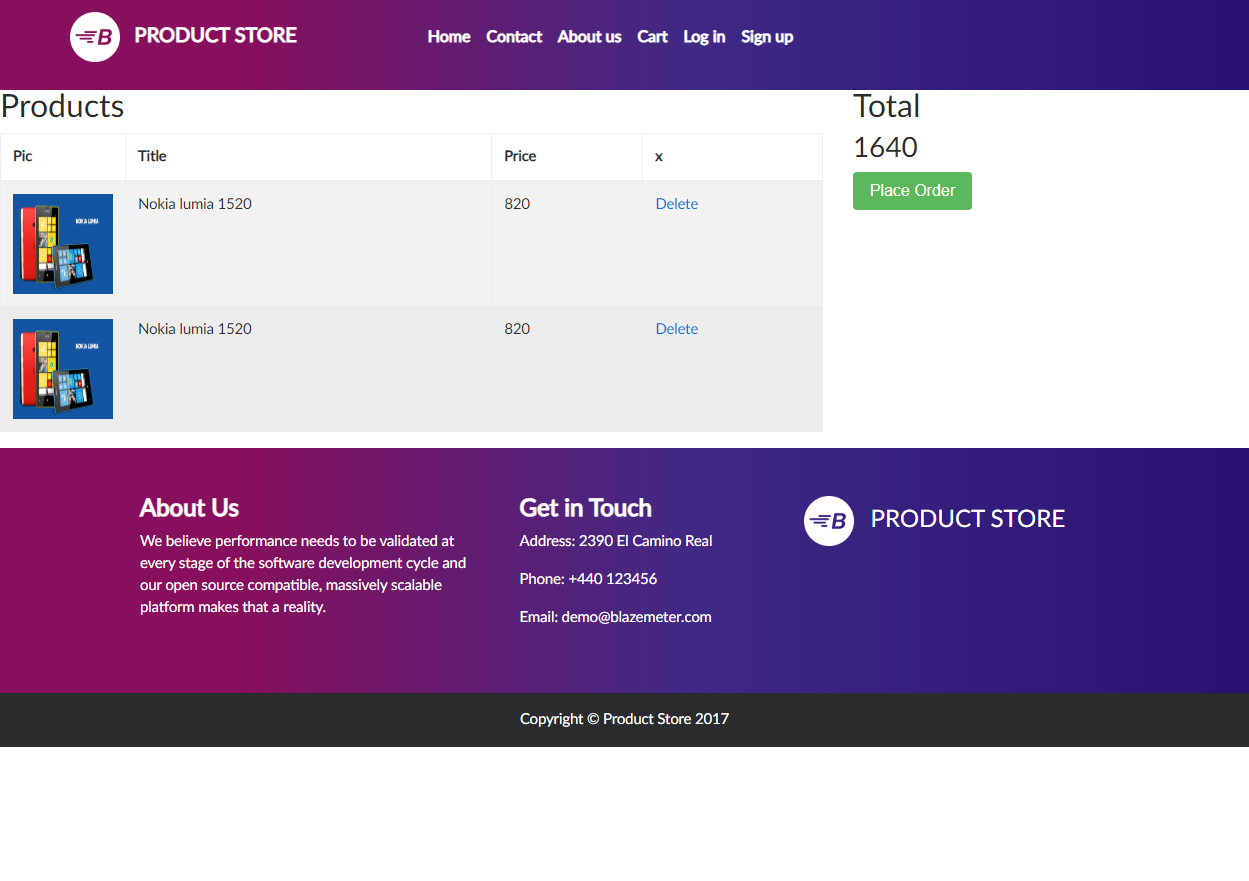 B PRODUCT STORE Home Contact About us Cart Log in Sign up
Products
Pic Title Price x
NOKIA LUMIA
Nokia lumia 1520 820 Delete
NOKIA LUMIA
Nokia lumia 1520 820 Delete
Total
1640
Place Order
About Us
We believe performance needs to be validated at
every stage of the software development cycle and
our open source compatible, massively scalable
platform makes that a reality.
Get in Touch
Address: 2390 El Camino Real
Phone: +440 123456
Email: demo@blazemeter.com
B PRODUCT STORE
Copyright © Product Store 2017